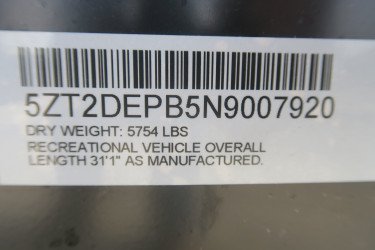 5ZT2DEPB5N9007920
DRY WEIGHT: 5754 LBS
RECREATIONAL VEHICLE OVERALL
LENGTH 31'1" AS MANUFACTURED.